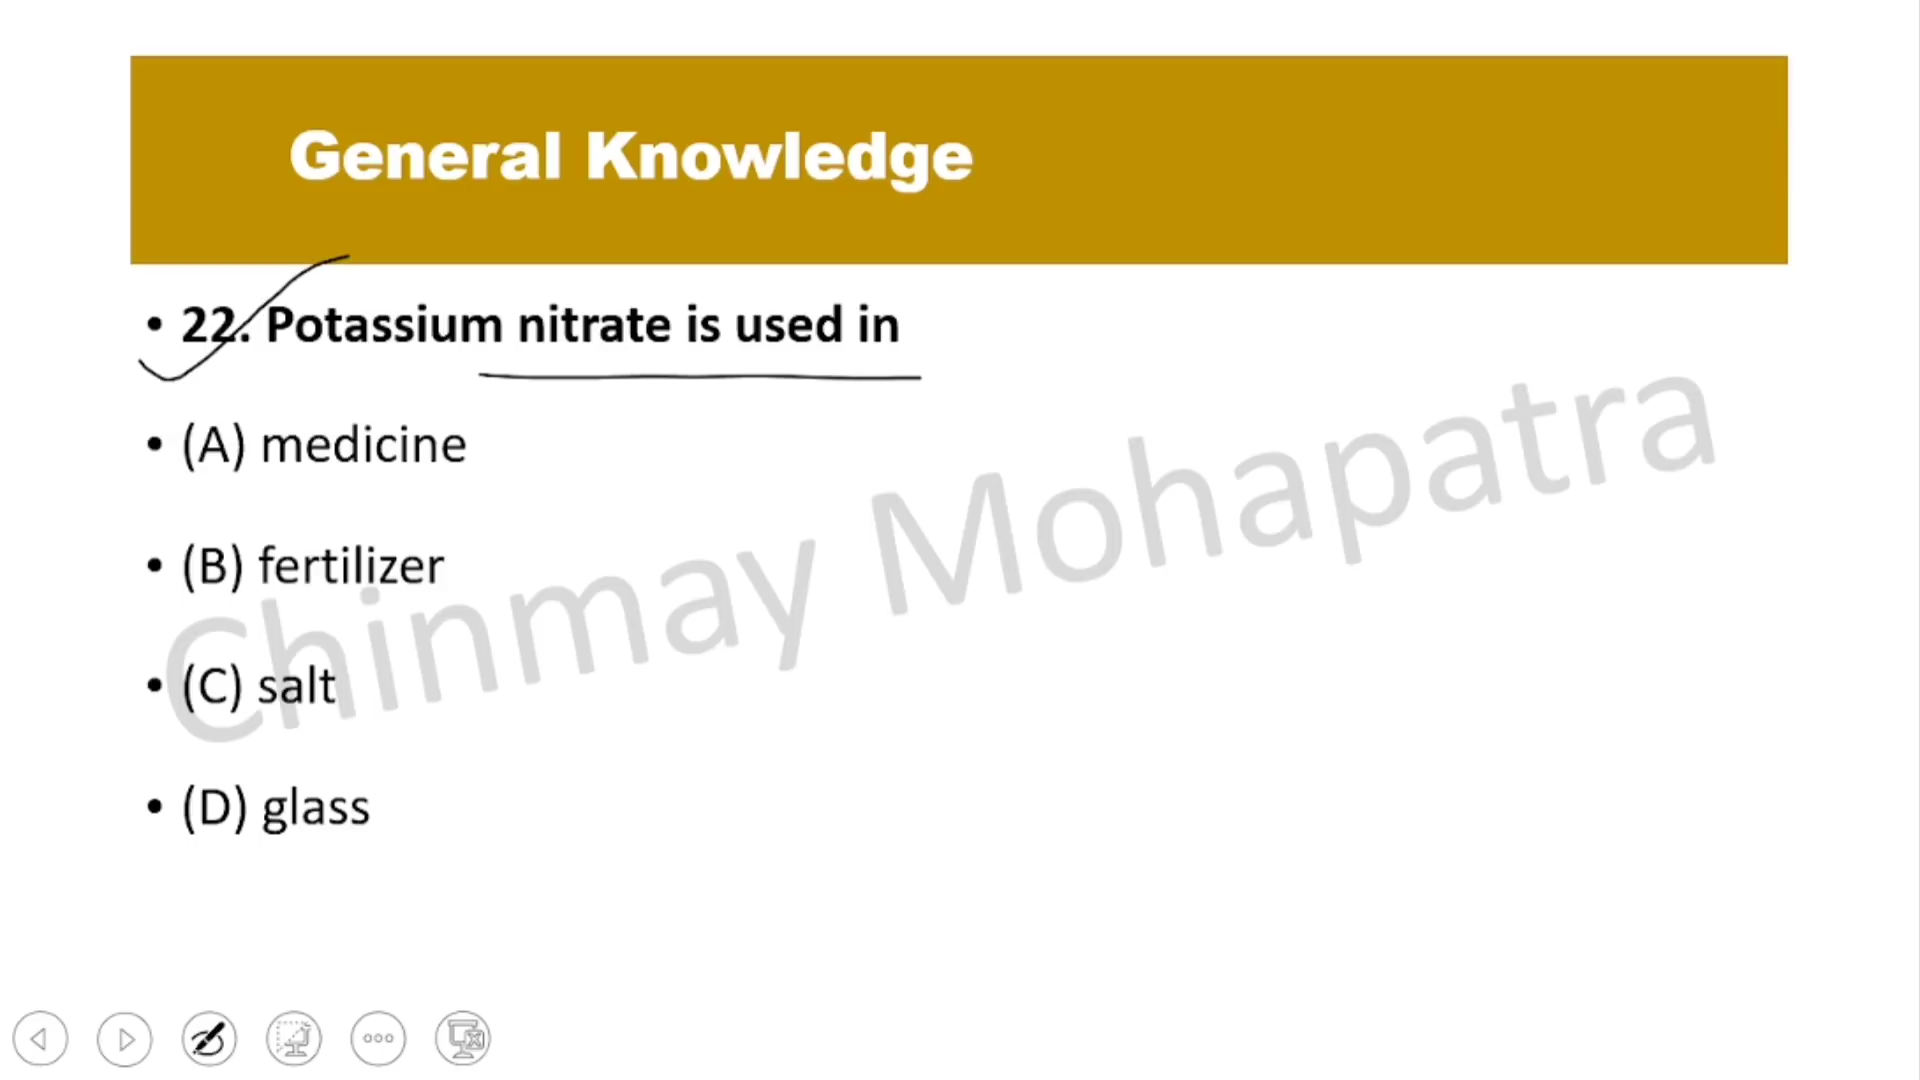 General Knowledge
• 22. Potassium nitrate is used in
• (A) medicine
• (B) fertilizer
• (C) salt
• (D) glass
Chinmay Mohapatra